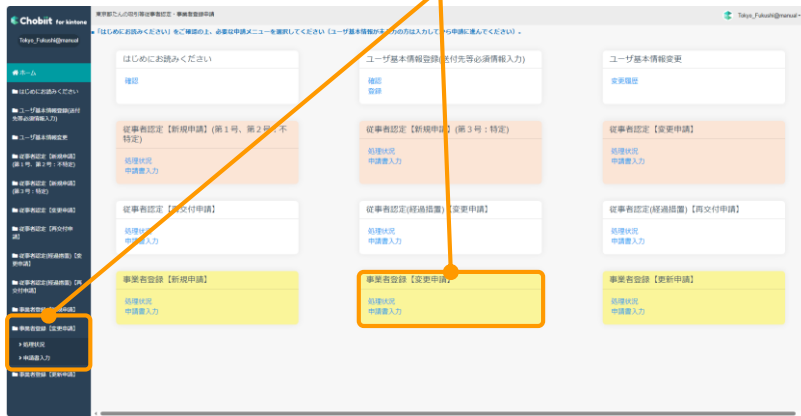 Chobiit for kintone
東京都たんの吸引等従事者認定・事業者登録申請
Tokyo_Fukushi@manual
Tokyo_Fukushi@manual
「はじめにお読みください」をご確認の上、必要な申請メニューを選択してください（ユーザ基本情報が未入力の方は入力してから申請に進んでください）。
ホーム
はじめにお読みください
ユーザ基本情報登録(送付
先等必須情報入力)
ユーザ基本情報変更
従事者認定【新規申請】
(第１号、第２号：不特定)
従事者認定【新規申請】
(第３号：特定)
従事者認定【変更申請】
従事者認定【再交付申
請】
従事者認定(経過措置)【変
更申請】
従事者認定(経過措置)【再
交付申請】
事業者登録【新規申請】
事業者登録【変更申請】
処理状況
申請書入力
事業者登録【更新申請】
はじめにお読みください
確認
ユーザ基本情報登録(送付先等必須情報入力)
確認
登録
ユーザ基本情報変更
変更履歴
従事者認定【新規申請】(第１号、第２号：不
特定)
処理状況
申請書入力
従事者認定【新規申請】(第３号：特定)
処理状況
申請書入力
従事者認定【変更申請】
処理状況
申請書入力
従事者認定【再交付申請】
処理状況
申請書入力
従事者認定(経過措置)【変更申請】
処理状況
申請書入力
従事者認定(経過措置)【再交付申請】
処理状況
申請書入力
事業者登録【新規申請】
処理状況
申請書入力
事業者登録【変更申請】
処理状況
申請書入力
事業者登録【更新申請】
処理状況
申請書入力